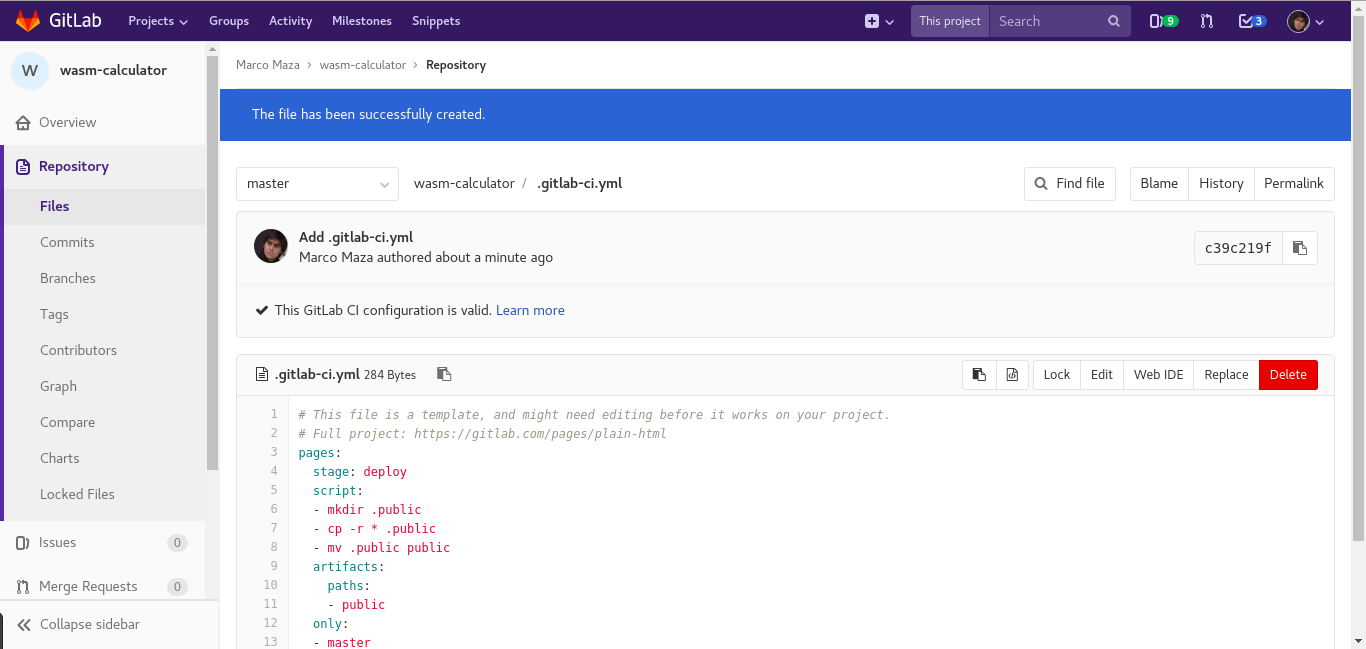 GitLab Projects Groups Activity Milestones Snippets This project Search 9 3
W wasm-calculator
Overview
Repository
Files
Commits
Branches
Tags
Contributors
Graph
Compare
Charts
Locked Files
Issues 0
Merge Requests 0
Collapse sidebar
Marco Maza › wasm-calculator › Repository
The file has been successfully created.
master wasm-calculator / .gitlab-ci.yml Find file Blame History Permalink
Add .gitlab-ci.yml
Marco Maza authored about a minute ago
c39c219f
This GitLab CI configuration is valid. Learn more
.gitlab-ci.yml 284 Bytes Lock Edit Web IDE Replace Delete
1 # This file is a template, and might need editing before it works on your project.
2 # Full project: https://gitlab.com/pages/plain-html
3 pages:
4 stage: deploy
5 script:
6 - mkdir .public
7 - cp -r * .public
8 - mv .public public
9 artifacts:
10 paths:
11 - public
12 only:
13 - master